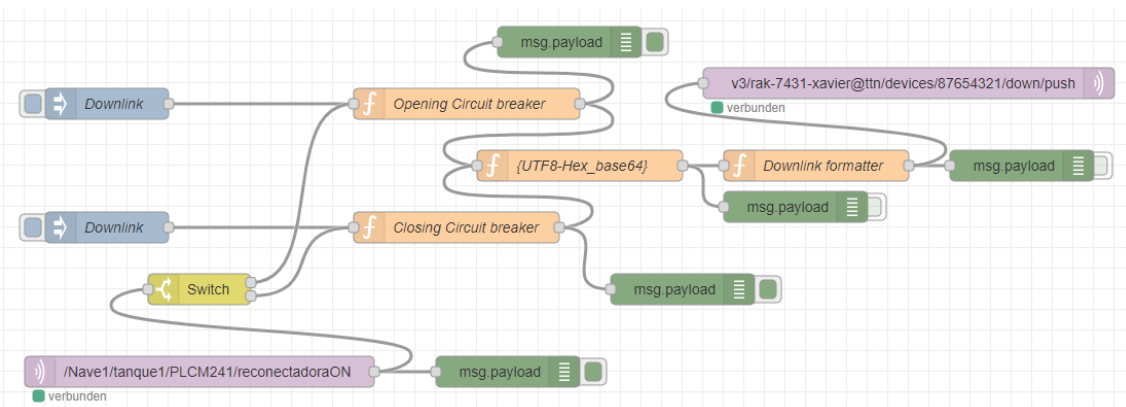 msg.payload
v3/rak-7431-xavier@ttn/devices/87654321/down/push
verbunden
Downlink
Opening Circuit breaker
{UTF8-Hex_base64}
Downlink formatter
msg.payload
msg.payload
Downlink
Closing Circuit breaker
Switch
msg.payload
/Nave1/tanque1/PLCM241/reconectadoraON
msg.payload
verbunden